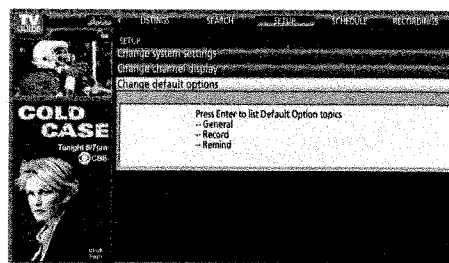 TV
GUIDE
LISTINGS SEARCH SETUP SCHEDULE RECORDINGS
SETUP
Change system settings
Change channel display
Change default options
Press Enter to list Default Option topics
-- General
-- Record
-- Remind
COLD
CASE
Tonight 8/7pm
CBS